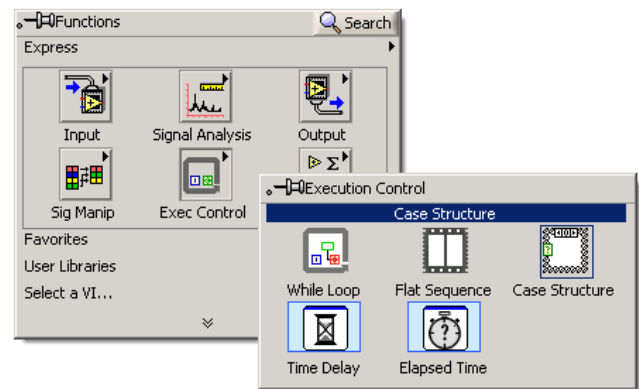 Functions
Search
Express
Input
Signal Analysis
Output
Sig Manip
Exec Control
Favorites
User Libraries
Select a VI...
Execution Control
Case Structure
While Loop
Flat Sequence
Case Structure
Time Delay
Elapsed Time